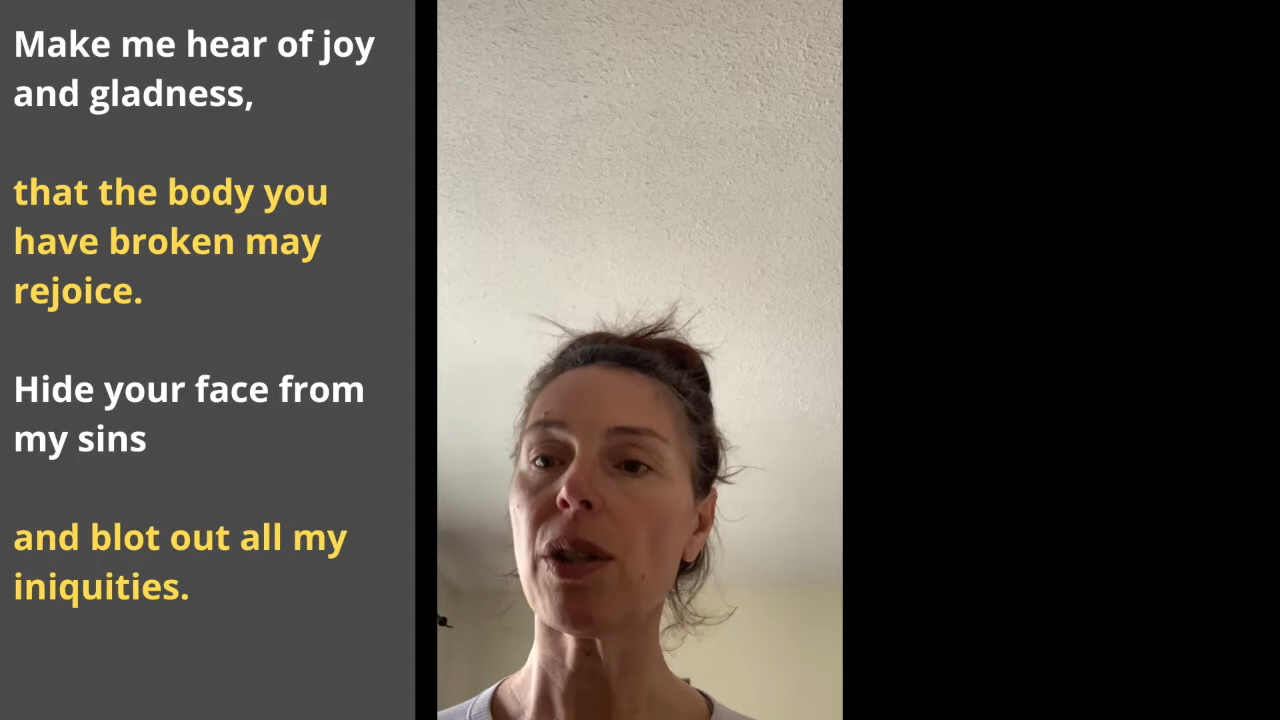 Make me hear of joy
and gladness,
that the body you
have broken may
rejoice.
Hide your face from
my sins
and blot out all my
iniquities.